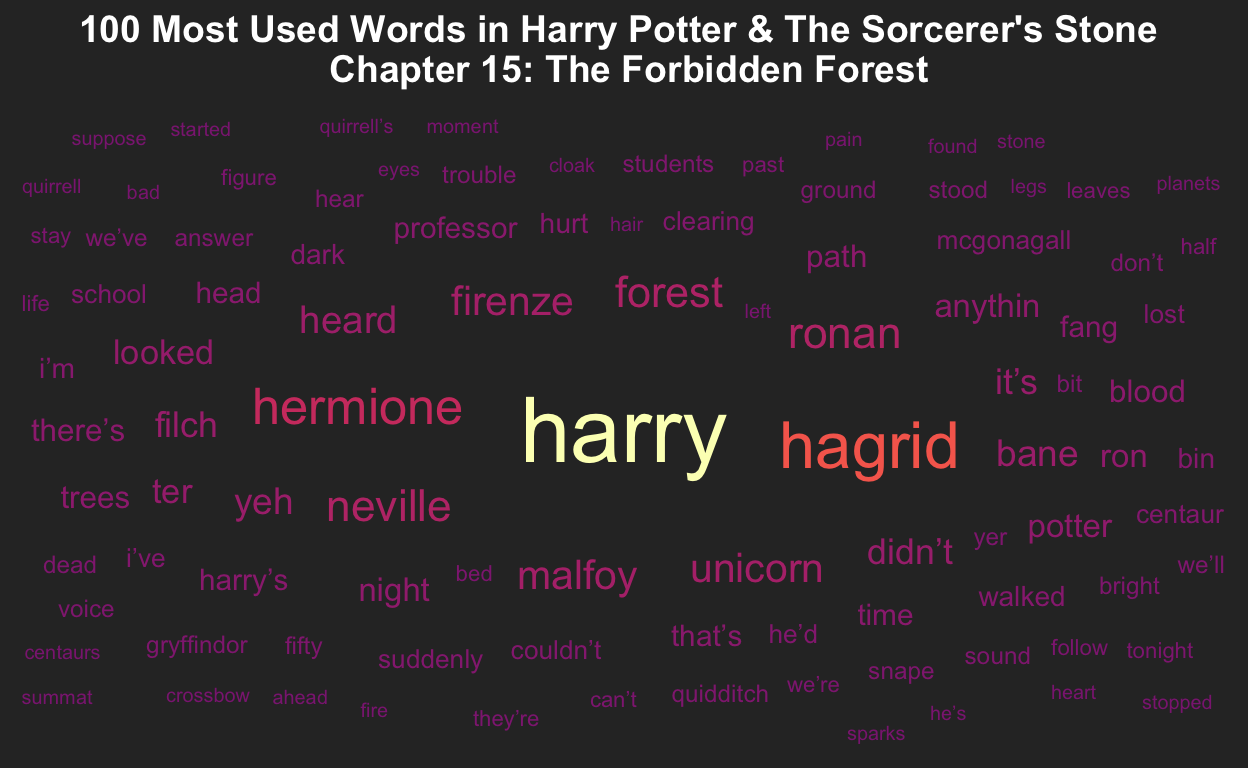 100 Most Used Words in Harry Potter & The Sorcerer's Stone
Chapter 15: The Forbidden Forest
suppose started quirrell’s moment pain found stone
quirrell bad figure hear eyes trouble cloak students past ground stood legs leaves planets
stay we’ve answer dark professor hurt hair clearing path mcgonagall don’t half
life school head heard firenze forest left ronan anythin fang lost
i’m looked it’s bit blood
there’s filch hermione harry hagrid bane ron bin
trees ter yeh neville didn’t yer potter centaur
dead i’ve harry’s night bed malfoy unicorn walked bright we’ll
voice time
centaurs gryffindor fifty suddenly couldn’t that’s he’d snape sound follow tonight
summat crossbow ahead fire they’re can’t quidditch we’re he’s heart stopped
sparks